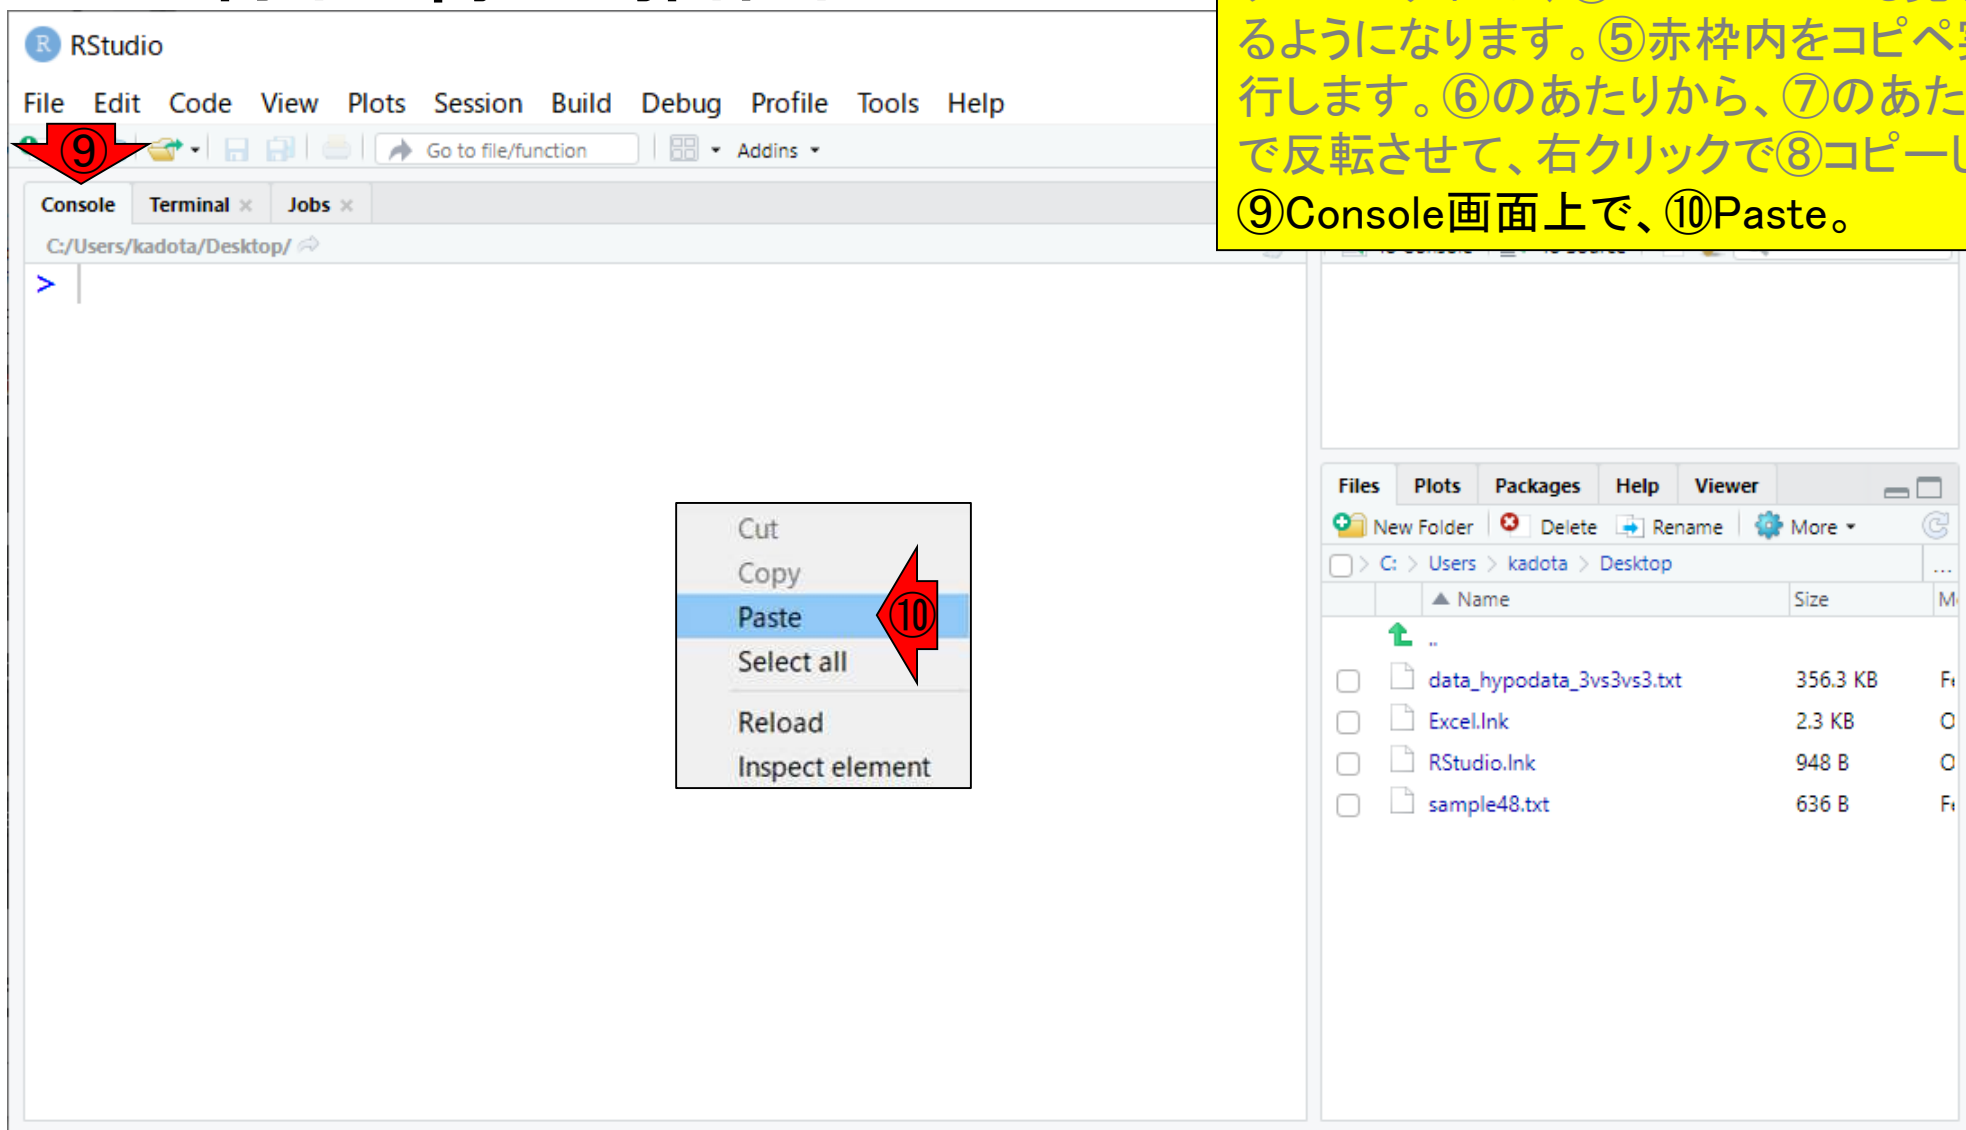 るようになります。⑤赤枠内をコピペ
行します。⑥のあたりから、⑦のあた
で反転させて、右クリックで⑧コピーし
⑨Console画面上で、⑩Paste。
RStudio
File Edit Code View Plots Session Build Debug Profile Tools Help
⑨
Go to file/function
Addins
Console Terminal Jobs
C:/Users/kadota/Desktop/
>
Cut
Copy
Paste
⑩
Select all
Reload
Inspect element
Files Plots Packages Help Viewer
New Folder Delete Rename More
C: > Users > kadota > Desktop ...
Name Size
..
data_hypodata_3vs3vs3.txt 356.3 KB
Excel.lnk 2.3 KB
RStudio.lnk 948 B
sample48.txt 636 B